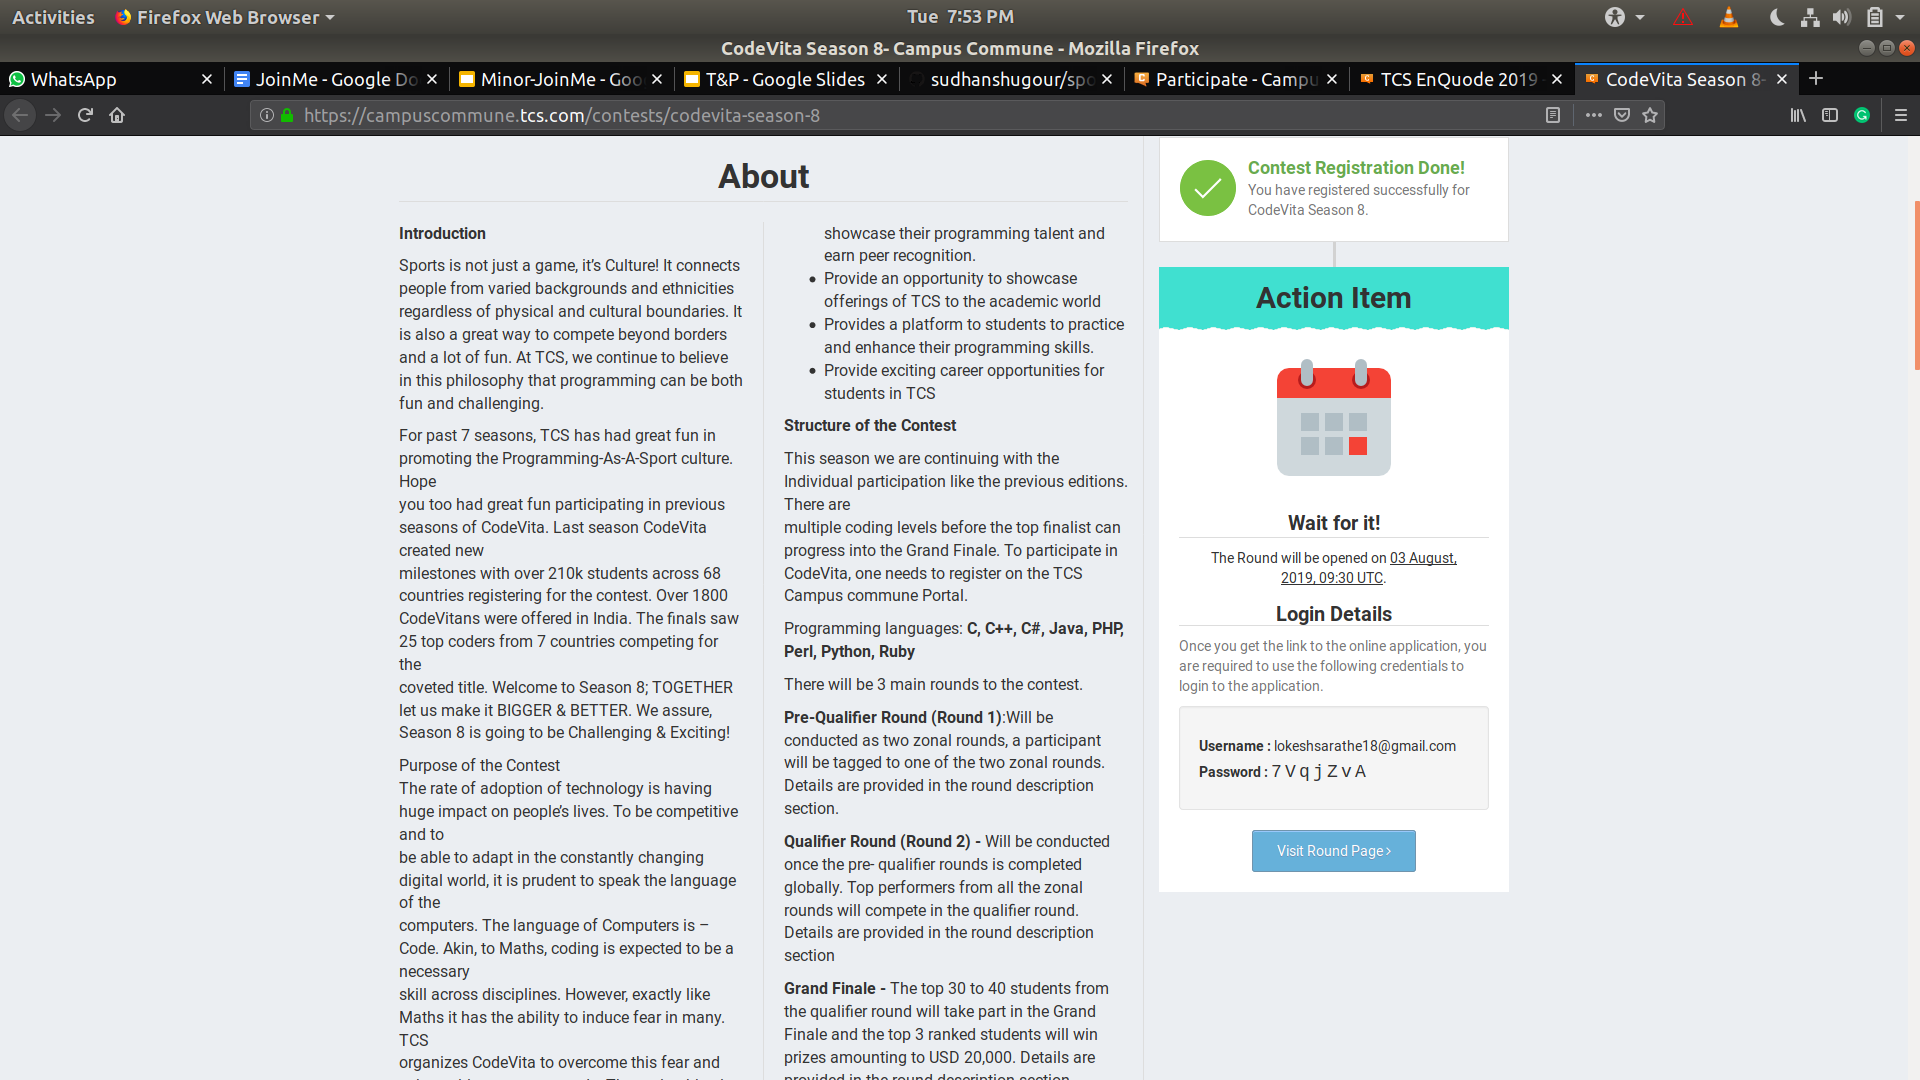 Activities
Firefox Web Browser
Tue 7:53 PM
CodeVita Season 8- Campus Commune - Mozilla Firefox
WhatsApp
JoinMe - Google Do
Minor-JoinMe - Goo
T&P - Google Slides
sudhanshugour/spo
Participate - Campu
TCS EnQuode 2019
CodeVita Season 8-
https://campuscommune.tcs.com/contests/codevita-season-8
About
Introduction
Sports is not just a game, it’s Culture! It connects
people from varied backgrounds and ethnicities
regardless of physical and cultural boundaries. It
is also a great way to compete beyond borders
and a lot of fun. At TCS, we continue to believe
in this philosophy that programming can be both
fun and challenging.
For past 7 seasons, TCS has had great fun in
promoting the Programming-As-A-Sport culture.
Hope
you too had great fun participating in previous
seasons of CodeVita. Last season CodeVita
created new
milestones with over 210k students across 68
countries registering for the contest. Over 1800
CodeVitans were offered in India. The finals saw
25 top coders from 7 countries competing for
the
coveted title. Welcome to Season 8; TOGETHER
let us make it BIGGER & BETTER. We assure,
Season 8 is going to be Challenging & Exciting!
Purpose of the Contest
The rate of adoption of technology is having
huge impact on people’s lives. To be competitive
and to
be able to adapt in the constantly changing
digital world, it is prudent to speak the language
of the
computers. The language of Computers is –
Code. Akin, to Maths, coding is expected to be a
necessary
skill across disciplines. However, exactly like
Maths it has the ability to induce fear in many.
TCS
organizes CodeVita to overcome this fear and
showcase their programming talent and
earn peer recognition.
• Provide an opportunity to showcase
offerings of TCS to the academic world
• Provides a platform to students to practice
and enhance their programming skills.
• Provide exciting career opportunities for
students in TCS
Structure of the Contest
This season we are continuing with the
Individual participation like the previous editions.
There are
multiple coding levels before the top finalist can
progress into the Grand Finale. To participate in
CodeVita, one needs to register on the TCS
Campus commune Portal.
Programming languages: C, C++, C#, Java, PHP,
Perl, Python, Ruby
There will be 3 main rounds to the contest.
Pre-Qualifier Round (Round 1):Will be
conducted as two zonal rounds, a participant
will be tagged to one of the two zonal rounds.
Details are provided in the round description
section.
Qualifier Round (Round 2) - Will be conducted
once the pre- qualifier rounds is completed
globally. Top performers from all the zonal
rounds will compete in the qualifier round.
Details are provided in the round description
section
Grand Finale - The top 30 to 40 students from
the qualifier round will take part in the Grand
Finale and the top 3 ranked students will win
prizes amounting to USD 20,000. Details are
provided in the round description section
Contest Registration Done!
You have registered successfully for
CodeVita Season 8.
Action Item
Wait for it!
The Round will be opened on 03 August,
2019, 09:30 UTC.
Login Details
Once you get the link to the online application, you
are required to use the following credentials to
login to the application.
Username : lokeshsarathe18@gmail.com
Password : 7VqjZvA
Visit Round Page